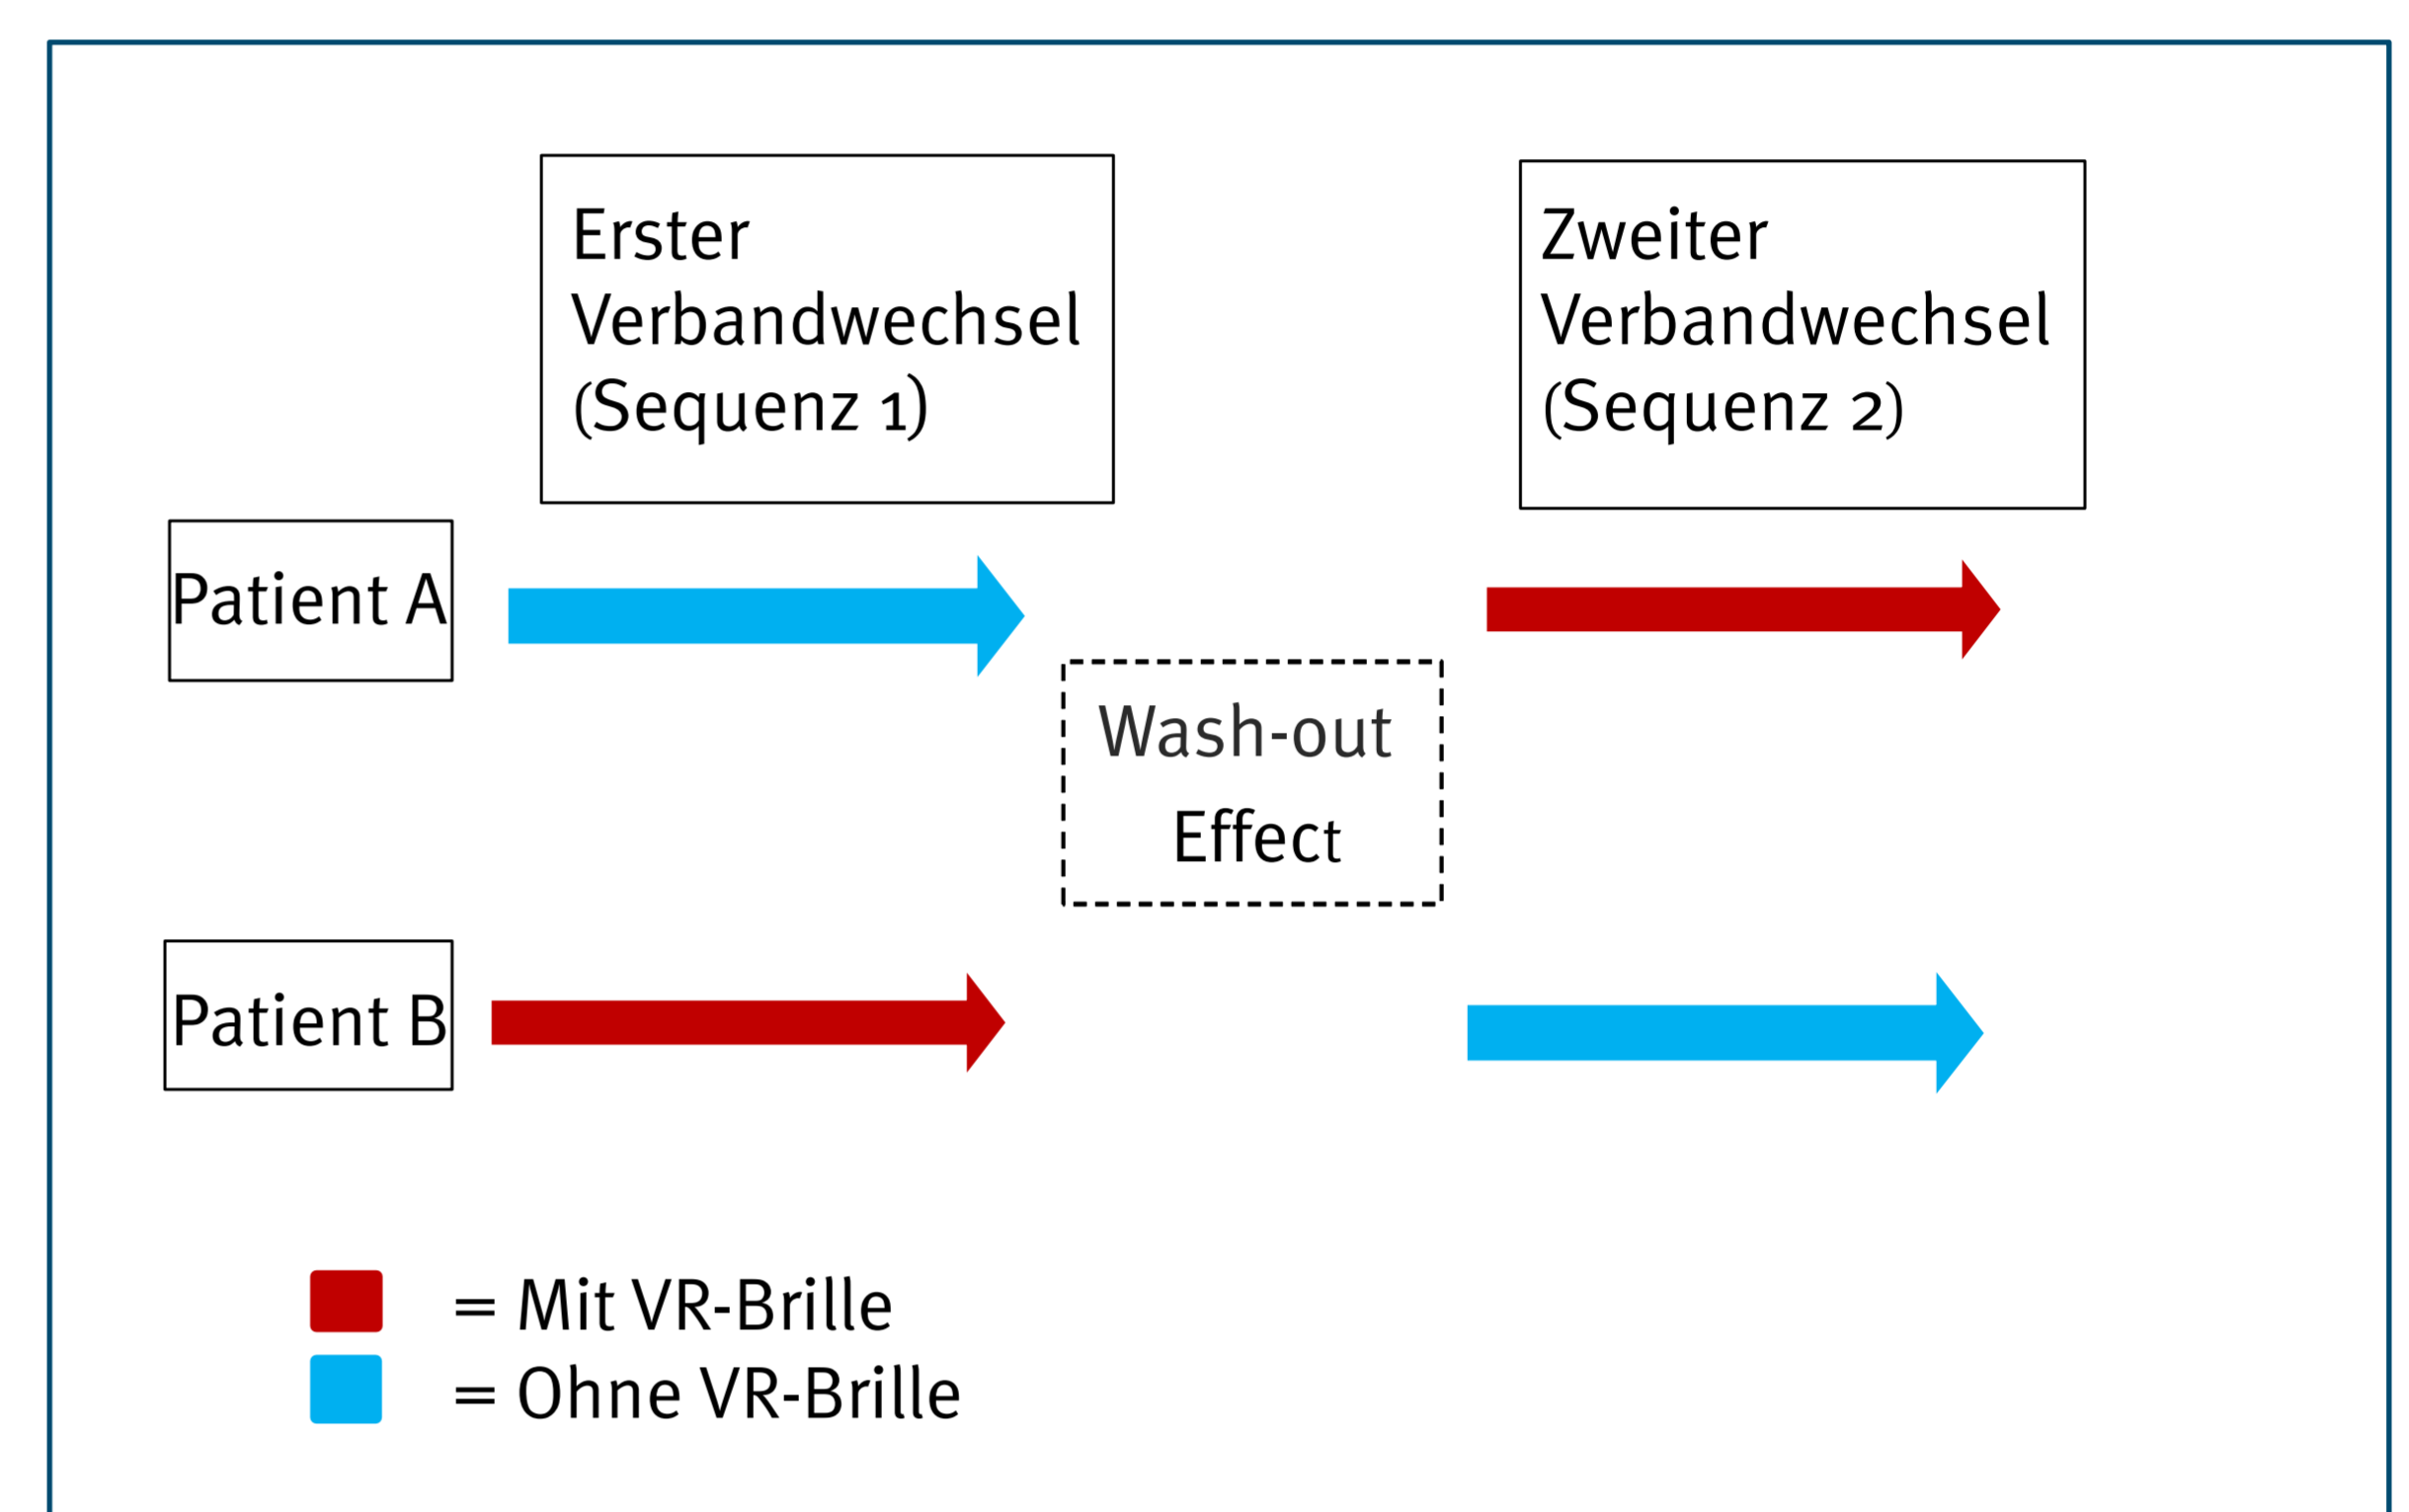 Erster
Verbandwechsel
(Sequenz 1)
Zweiter
Verbandwechsel
(Sequenz 2)
Patient A
Wash-out
Effect
Patient B
= Mit VR-Brille
= Ohne VR-Brille